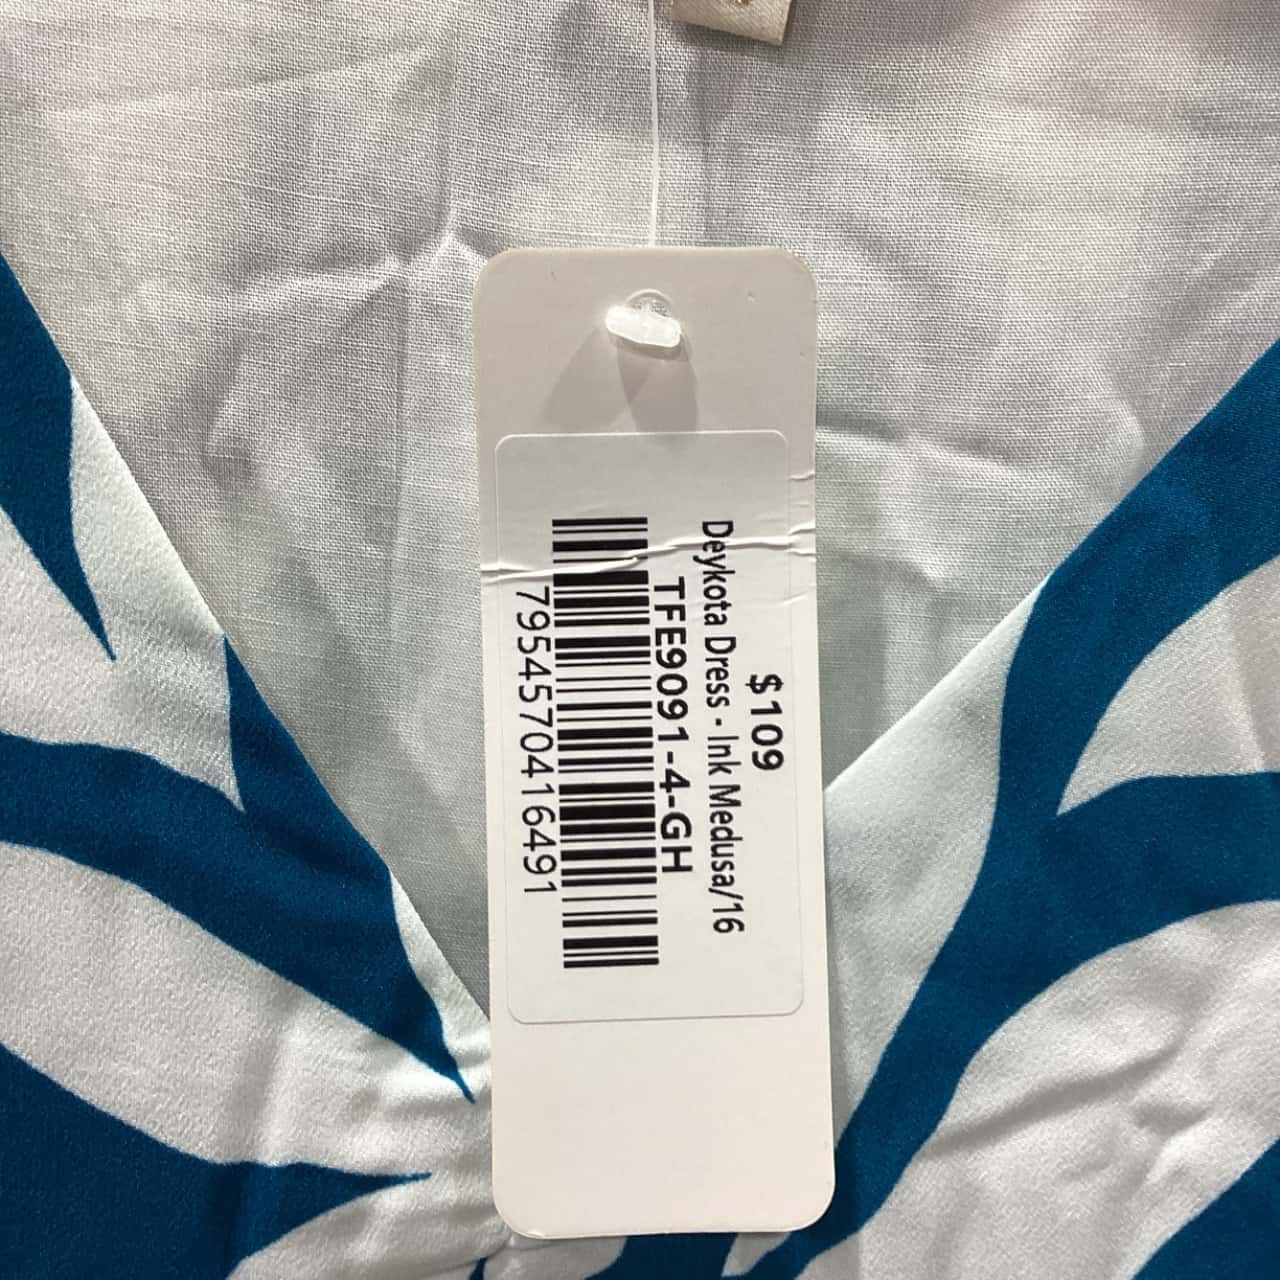 $109
Deykota Dress - Ink Medusa/16
TFE9091-4-GH
795457041649​1